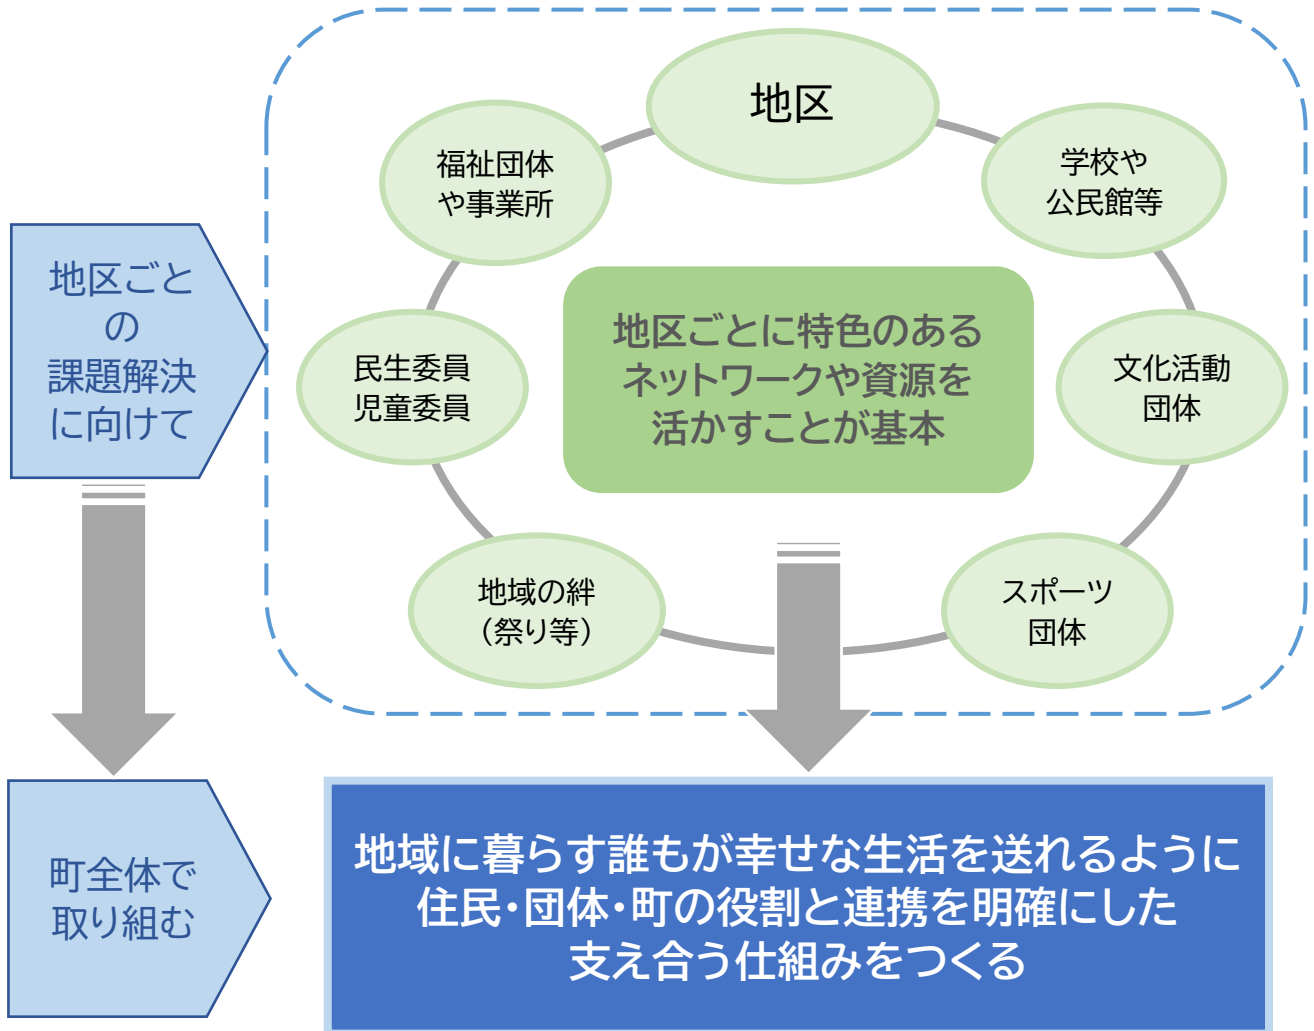 地区
福祉団体
や事業所
学校や
公民館等
地区ごと
の
課題解決
に向けて
民生委員
児童委員
地区ごとに特色のある
ネットワークや資源を
活かすことが基本
文化活動
団体
地域の絆
（祭り等）
スポーツ
団体
町全体で
取り組む
地域に暮らす誰もが幸せな生活を送れるように
住民・団体・町の役割と連携を明確にした
支え合う仕組みをつくる